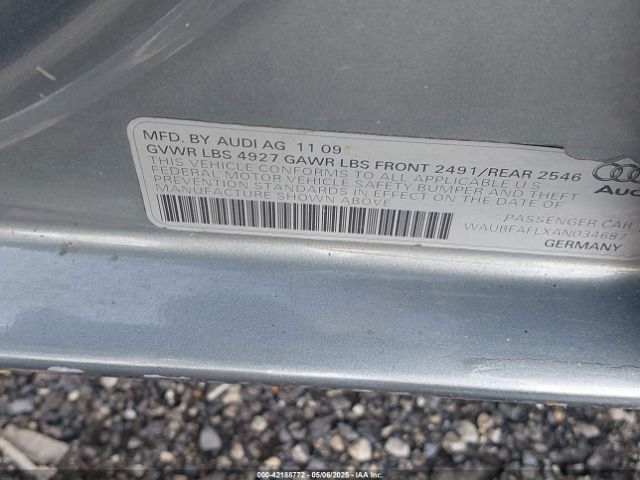 MFD. BY AUDI AG 11 09
GVWR LBS 4927 GAWR LBS FRONT 2491/REAR 2546
THIS VEHICLE CONFORMS TO ALL APPLICABLE U S
FEDERAL MOTOR VEHICLE SAFETY BUMPER AND THEFT
PREVENTION STANDARDS IN EFFECT ON THE DATE OF
MANUFACTURE SHOWN ABOVE
Aud
PASSENGER CAR
WAUBFAFLXAN034687
GERMANY
000-42188772 - 05/06/2025 - IAA Inc.